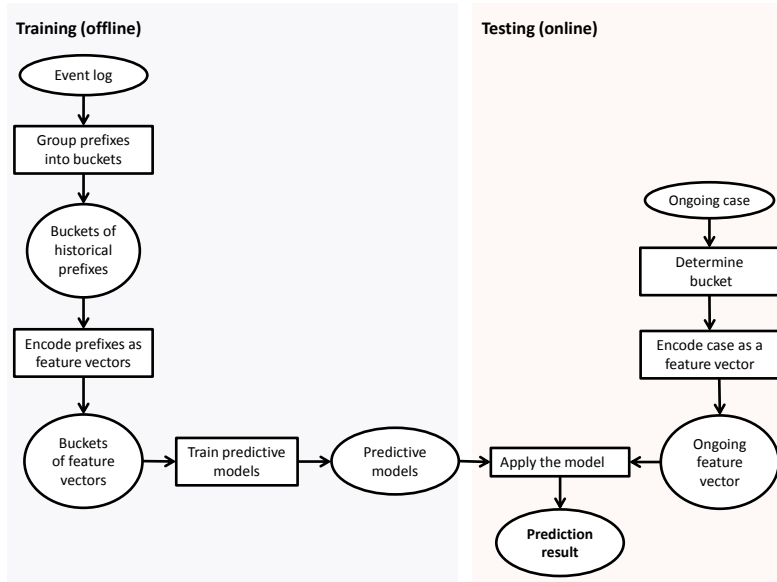 Training (offline)
Event log
Group prefixes
into buckets
Buckets of
historical
prefixes
Encode prefixes as
feature vectors
Buckets
of feature
vectors
Train predictive
models
Predictive
models
Testing (online)
Ongoing case
Determine
bucket
Encode case as a
feature vector
Ongoing
feature
vector
Apply the model
Prediction
result